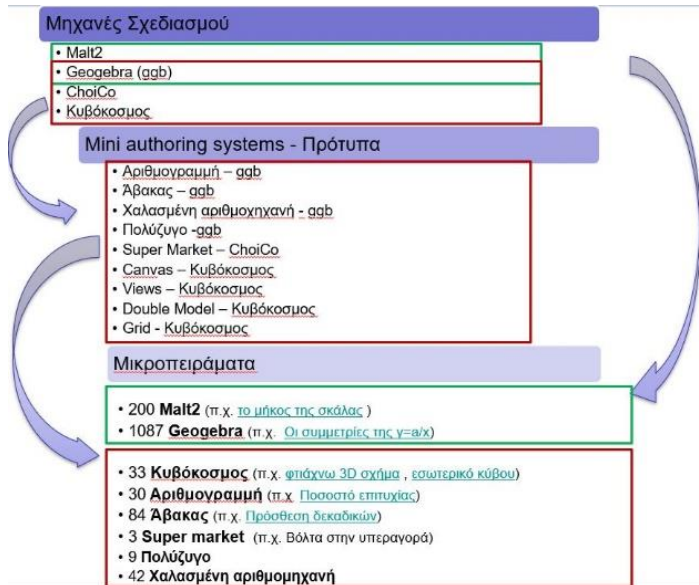 Μηχανές Σχεδιασμού
• Malt2
• Geogebra (ggb)
• ChoiCo
• Κυβόκοσμος
Mini authoring systems - Πρότυπα
• Αριθμογραμμή – ggb
• Άβακας – ggb
• Χαλασμένη αριθμοχηχανή - ggb
• Πολύζυγο -ggb
• Super Market – ChoiCo
• Canvas – Κυβόκοσμος
• Views – Κυβόκοσμος
• Double Model – Κυβόκοσμος
• Grid - Κυβόκοσμος
Μικροπειράματα
• 200 Malt2 (π.χ. το μήκος της σκάλας )
• 1087 Geogebra (π.χ. Οι συμμετρίες της y=a/x)
• 33 Κυβόκοσμος (π.χ. φτιάχνω 3D σχήμα , εσωτερικό κύβου)
• 30 Αριθμογραμμή (π.χ Ποσοστό επιτυχίας)
• 84 Άβακας (π.χ. Πρόσθεση δεκαδικών)
• 3 Super market (π.χ. Βόλτα στην υπεραγορά)
• 9 Πολύζυγο
• 42 Χαλασμένη αριθμομηχανή